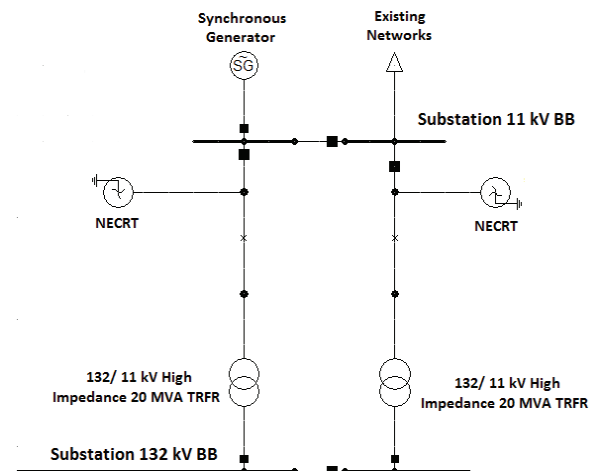 Synchronous
Generator
Existing
Networks
SG
Substation 11 kV BB
NECRT
NECRT
132/ 11 kV High
Impedance 20 MVA TRFR
132/ 11 kV High
Impedance 20 MVA TRFR
Substation 132 kV BB